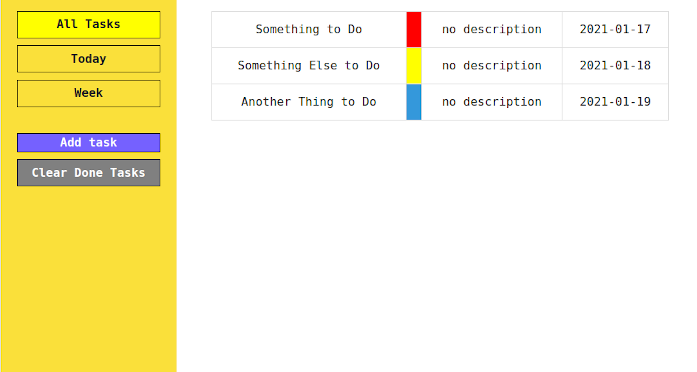 All Tasks
Today
Week
Add task
Clear Done Tasks
Something to Do no description 2021-01-17
Something Else to Do no description 2021-01-18
Another Thing to Do no description 2021-01-19